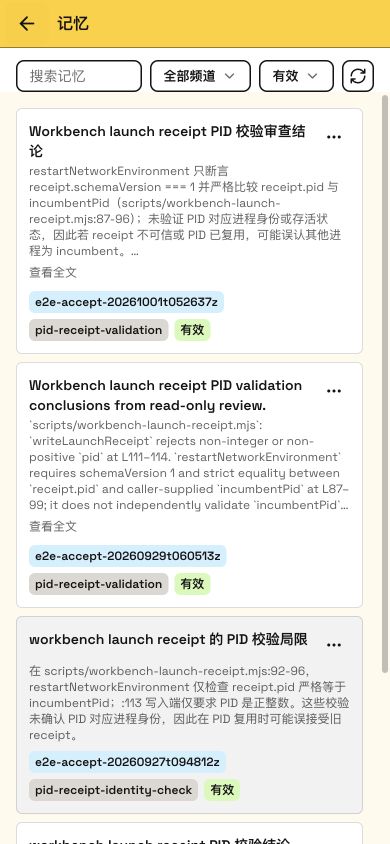 记忆
搜索记忆
全部频道
有效
Workbench launch receipt PID 校验审查结
论
restartNetworkEnvironment 只断言
receipt.schemaVersion === 1 并严格比较 receipt.pid 与
incumbentPid（scripts/workbench-launch-
receipt.mjs:87-96）；未验证 PID 对应进程身份或存活状
态，因此若 receipt 不可信或 PID 已复用，可能误认其他进
程为 incumbent。…
查看全文
e2e-accept-20261001t052637z
pid-receipt-validation
有效
Workbench launch receipt PID validation
conclusions from read-only review.
`scripts/workbench-launch-receipt.mjs`:
`writeLaunchReceipt` rejects non-integer or non-
positive `pid` at L111–114. `restartNetworkEnvironment`
requires schemaVersion 1 and strict equality between
`receipt.pid` and caller-supplied `incumbentPid` at L87–
99; it does not independently validate `incumbentPid`…
查看全文
e2e-accept-20260929t060513z
pid-receipt-validation
有效
workbench launch receipt 的 PID 校验局限
在 scripts/workbench-launch-receipt.mjs:92-96，
restartNetworkEnvironment 仅检查 receipt.pid 严格等于
incumbentPid；:113 写入端仅要求 PID 是正整数。这些校验
未确认 PID 对应进程身份，因此在 PID 复用时可能误接受旧
receipt。
e2e-accept-20260927t094812z
pid-receipt-identity-check
有效
workbench launch receipt PID 校验结论